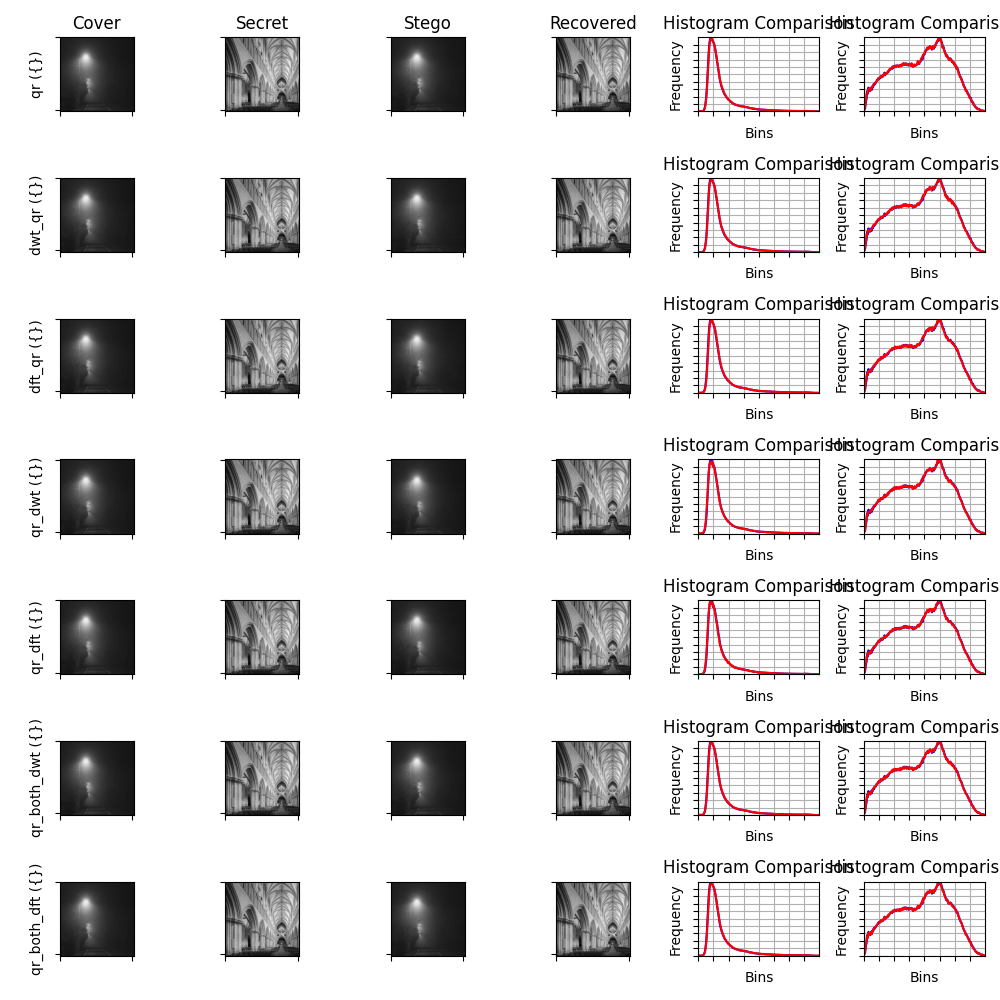 Cover Secret Stego Recovered Histogram Comparison Histogram Comparis
qr ({}) Frequency Frequency
Bins Bins
Histogram Comparison Histogram Comparis
dwt_qr ({}) Frequency Frequency
Bins Bins
Histogram Comparison Histogram Comparis
dft_qr ({}) Frequency Frequency
Bins Bins
Histogram Comparison Histogram Comparis
qr_dwt ({}) Frequency Frequency
Bins Bins
Histogram Comparison Histogram Comparis
qr_dft ({}) Frequency Frequency
Bins Bins
Histogram Comparison Histogram Comparis
qr_both_dwt ({}) Frequency Frequency
Bins Bins
Histogram Comparison Histogram Comparis
qr_both_dft ({}) Frequency Frequency
Bins Bins